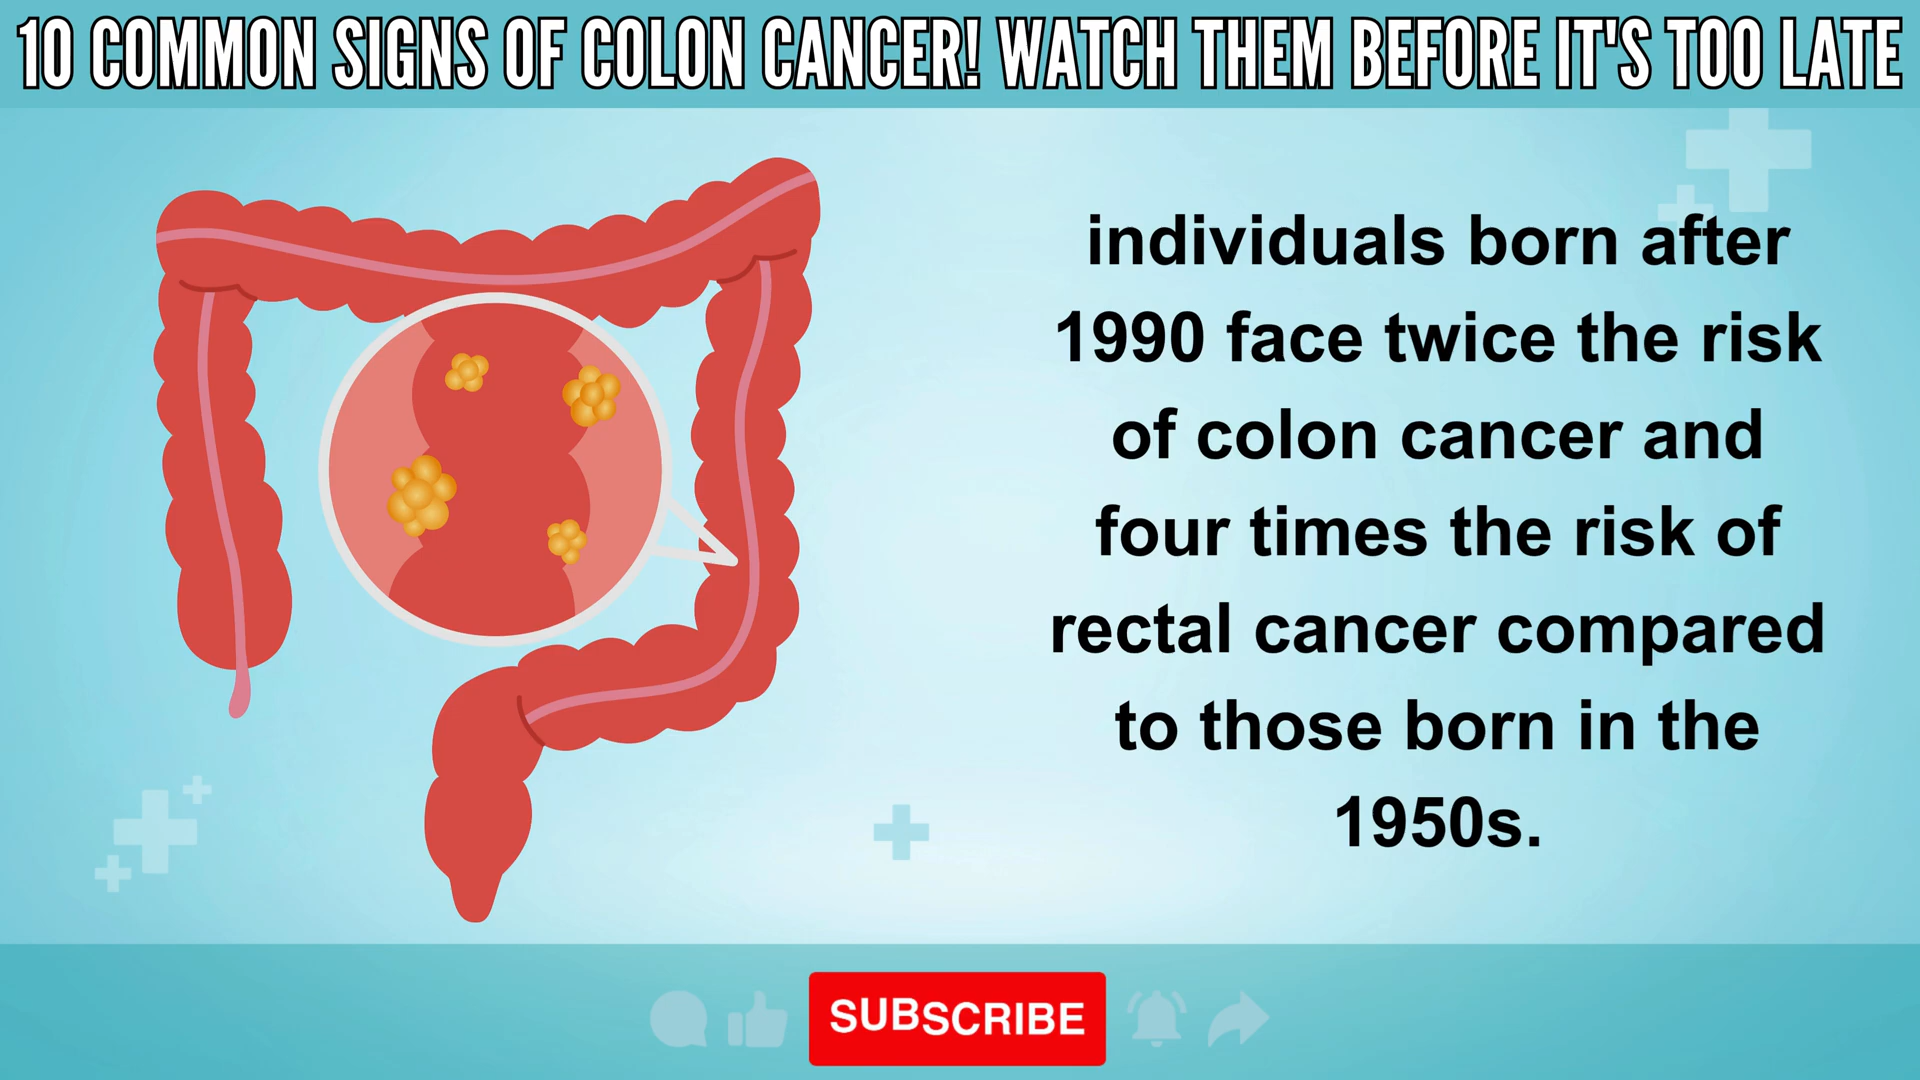 10 COMMON SIGNS OF COLON CANCER! WATCH THEM BEFORE IT'S TOO LATE
individuals born after
1990 face twice the risk
of colon cancer and
four times the risk of
rectal cancer compared
to those born in the
1950s.
SUBSCRIBE